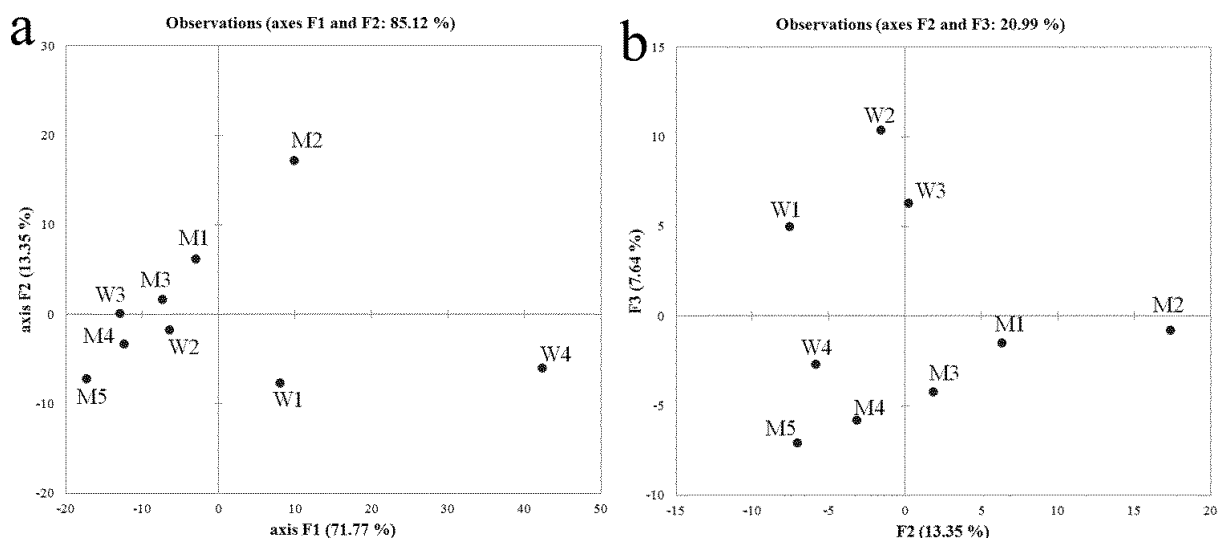 a
Observations (axes F1 and F2: 85.12 %)
30
20
10
0
-10
-20
axis F2 (13.35 %)
M2
M1
M3
W3
M4
W2
M5
W1
W4
-20
-10
0
10
20
30
40
50
axis F1 (71.77 %)
b
Observations (axes F2 and F3: 20.99 %)
15
10
5
0
-5
-10
F3 (7.64 %)
W2
W3
W1
M2
M1
W4
M3
M4
M5
-15
-10
-5
0
5
10
15
20
F2 (13.35 %)